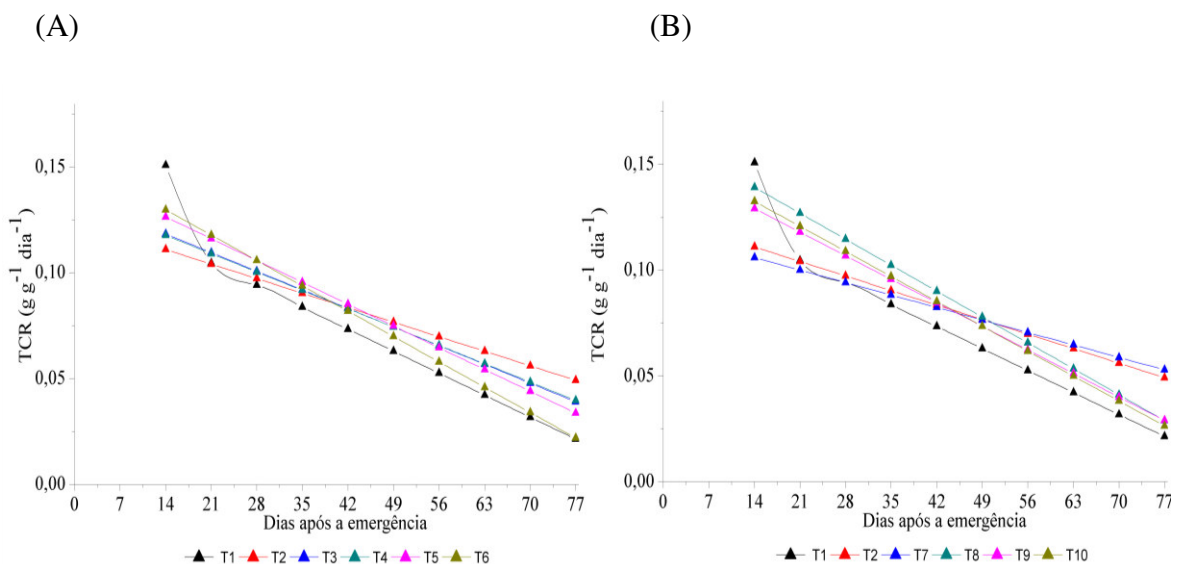 (A)
TCR (g g⁻¹ dia⁻¹)
0,15
0,10
0,05
0,00
0 7 14 21 28 35 42 49 56 63 70 77
Dias após a emergência
T1 T2 T3 T4 T5 T6
(B)
TCR (g g⁻¹ dia⁻¹)
0,15
0,10
0,05
0,00
0 7 14 21 28 35 42 49 56 63 70 77
Dias após a emergência
T1 T2 T7 T8 T9 T10